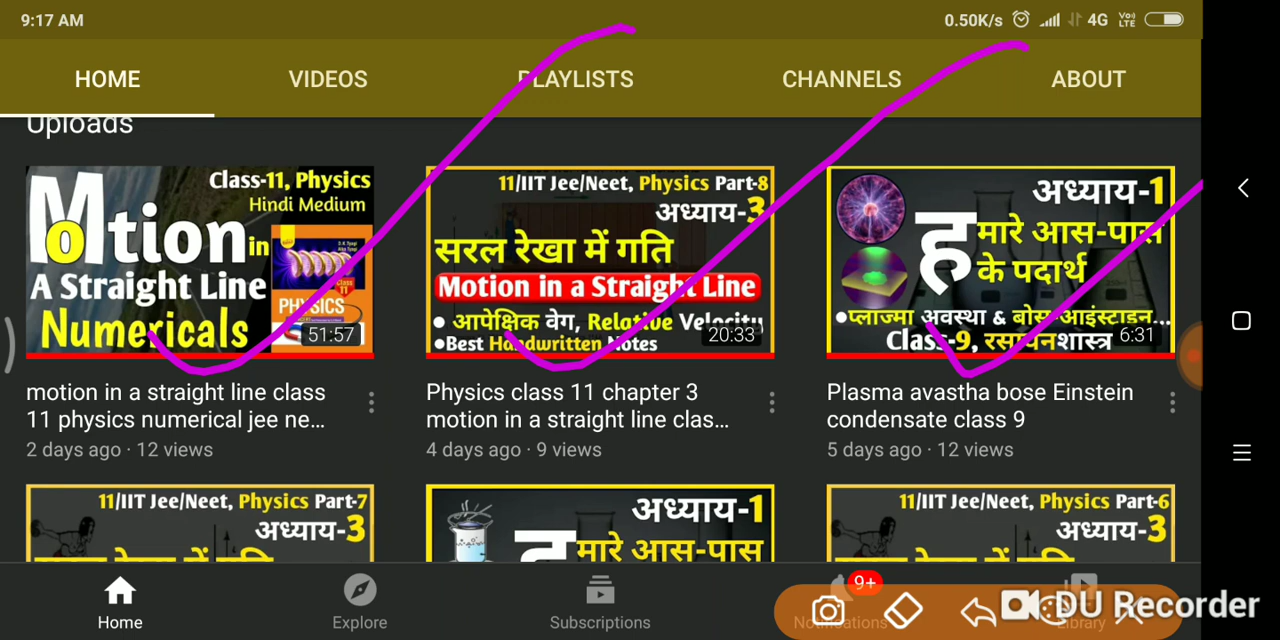 9:17 AM
0.50K/s
4G
Vo))
LTE
HOME
VIDEOS
PLAYLISTS
CHANNELS
ABOUT
Uploads
Class-11, Physics
Hindi Medium
Motion in
A Straight Line
Numericals
PHYSICS
51:57
11/IIT Jee/Neet, Physics Part-8
अध्याय-3
सरल रेखा में गति
Motion in a Straight Line
• आपेक्षिक वेग, Relative Velocity
•Best Handwritten Notes
20:33
अध्याय-1
हमारे आस-पास
के पदार्थ
•प्लाज्मा अवस्था & बोस-आइंस्टाइन...
Class-9, रसायनशास्त्र
6:31
motion in a straight line class
11 physics numerical jee ne...
2 days ago · 12 views
Physics class 11 chapter 3
motion in a straight line clas...
4 days ago · 9 views
Plasma avastha bose Einstein
condensate class 9
5 days ago · 12 views
11/IIT Jee/Neet, Physics Part-7
अध्याय-3
सरल रेखा में गति
अध्याय-1
हमारे आस-पास
11/IIT Jee/Neet, Physics Part-6
अध्याय-3
सरल रेखा में गति
Home
Explore
Subscriptions
9+
Notifications
Library
DU Recorder